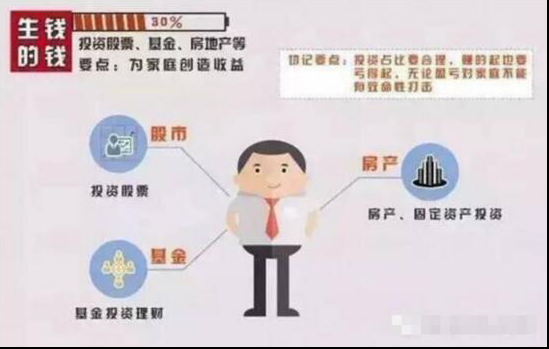 生钱的钱
30%
投资股票、基金、房地产等
要点：为家庭创造收益
切记要点：投资占比要合理，赚的起也要
亏得起，无论盈亏对家庭不能
有致命性打击
股市
投资股票
房产
房产、固定资产投资
基金
基金投资理财